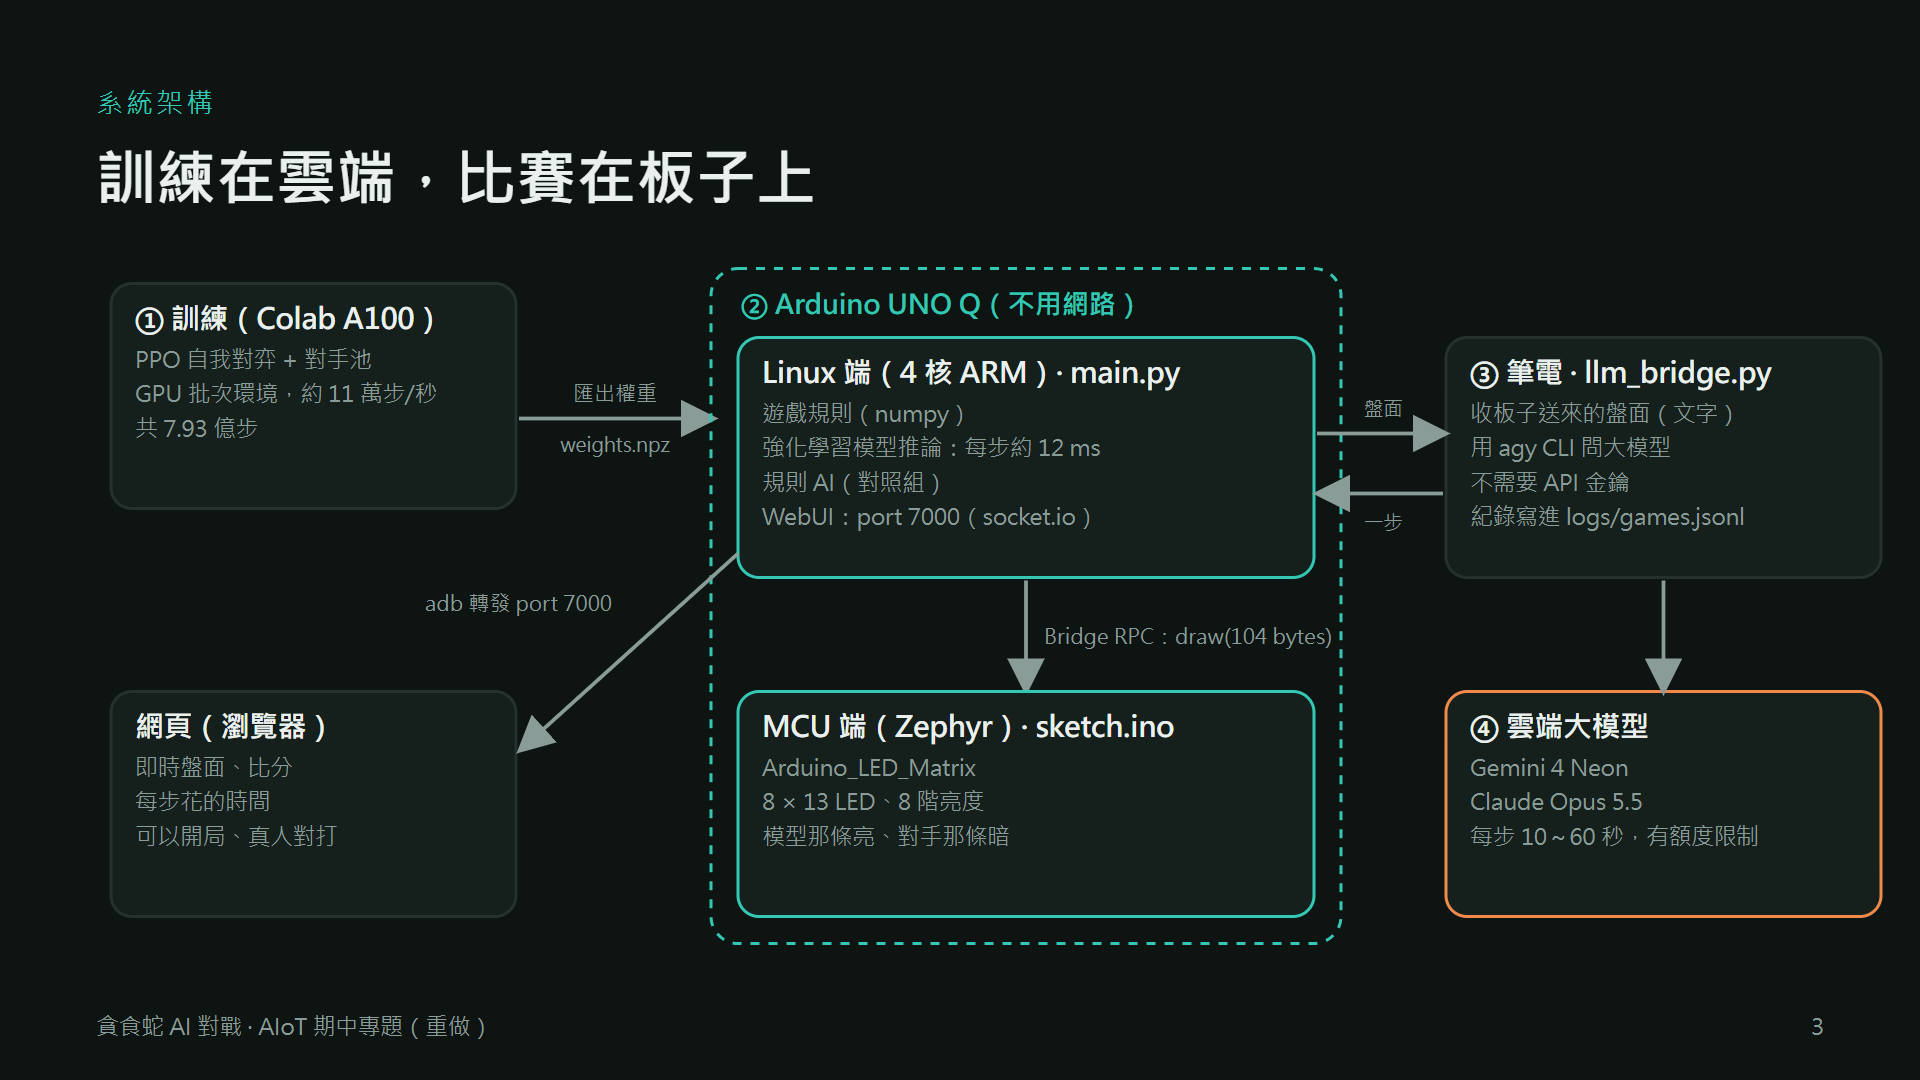 系統架構
訓練在雲端，比賽在板子上
① 訓練（Colab A100）
PPO 自我對弈 + 對手池
GPU 批次環境，約 11 萬步/秒
共 7.93 億步
匯出權重
weights.npz
② Arduino UNO Q（不用網路）
Linux 端（4 核 ARM）· main.py
遊戲規則（numpy）
強化學習模型推論：每步約 12 ms
規則 AI（對照組）
WebUI：port 7000（socket.io）
盤面
一步
③ 筆電 · llm_bridge.py
收板子送來的盤面（文字）
用 agy CLI 問大模型
不需要 API 金鑰
紀錄寫進 logs/games.jsonl
adb 轉發 port 7000
Bridge RPC：draw(104 bytes)
網頁（瀏覽器）
即時盤面、比分
每步花的時間
可以開局、真人對打
MCU 端（Zephyr）· sketch.ino
Arduino_LED_Matrix
8 × 13 LED、8 階亮度
模型那條亮、對手那條暗
④ 雲端大模型
Gemini 4 Neon
Claude Opus 5.5
每步 10～60 秒，有額度限制
貪食蛇 AI 對戰 · AIoT 期中專題（重做）
3